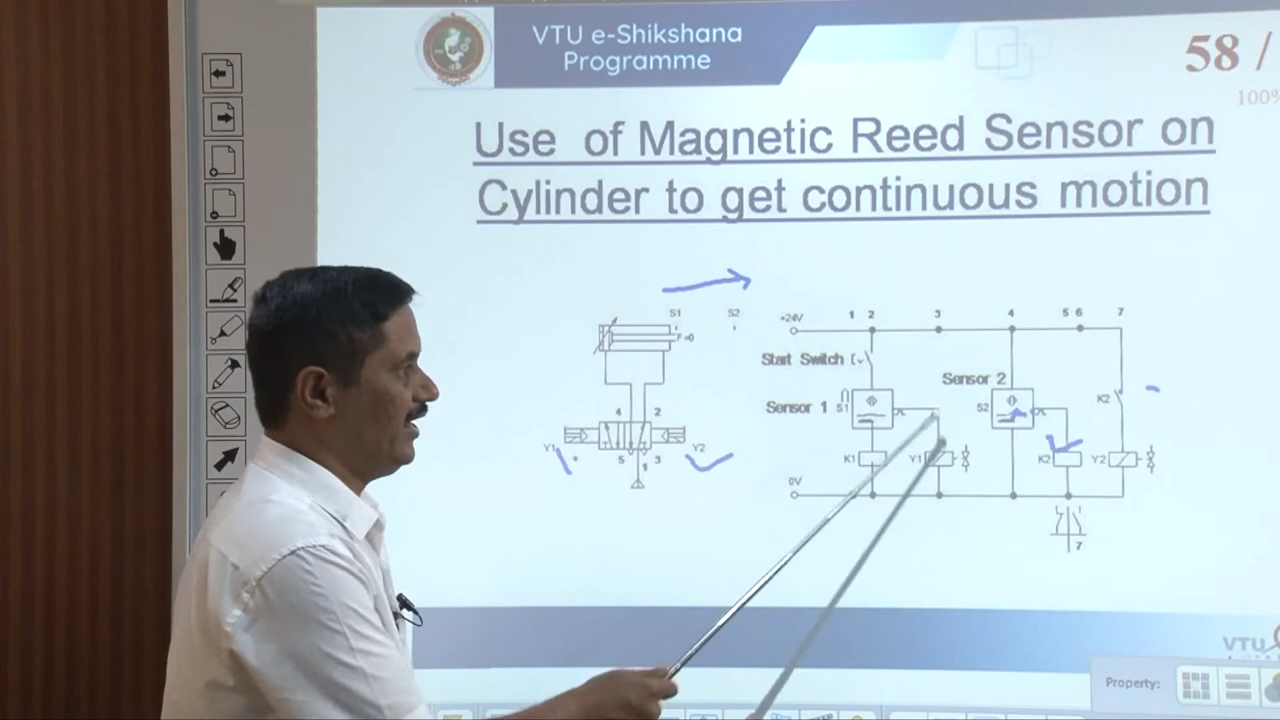 VTU e-Shikshana
Programme
58 /
100%
Use of Magnetic Reed Sensor on
Cylinder to get continuous motion
S1 S2
F =0
4 2
Y1 Y2
5 1 3
+24V 1 2 3 4 5 6 7
Start Switch
Sensor 2
Sensor 1 S1 S2 K2
K1 Y1 K2 Y2
0V
7
VTU
Property: